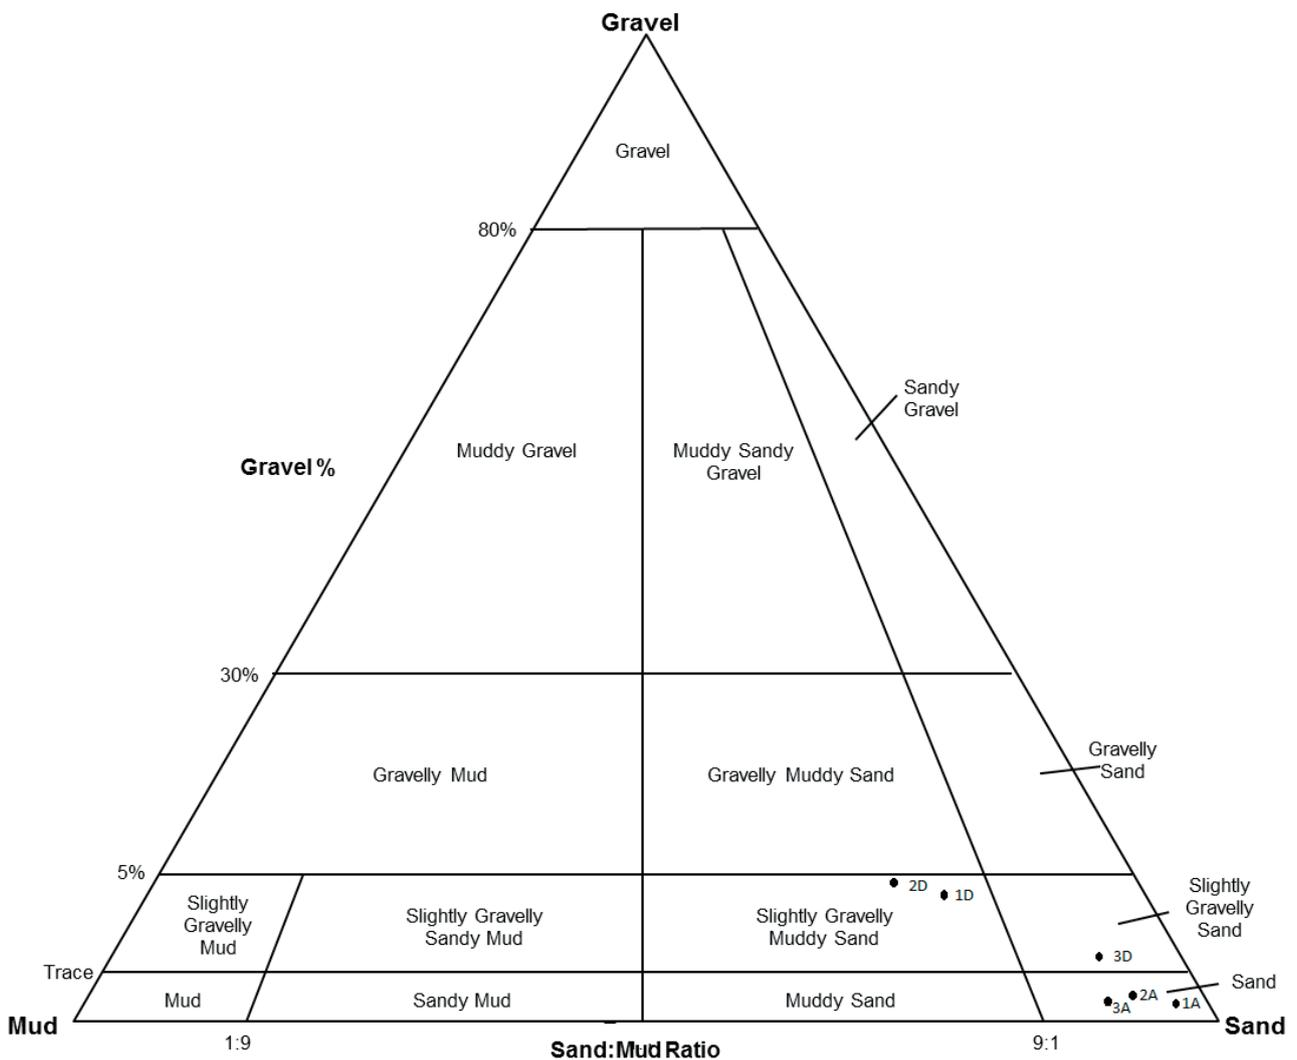 Gravel
Gravel
80%
Sandy
Gravel
Gravel %
Muddy Gravel
Muddy Sandy
Gravel
30%
Gravelly Mud
Gravelly Muddy Sand
Gravelly
Sand
5%
Slightly
Gravelly
Mud
Slightly Gravelly
Sandy Mud
Slightly Gravelly
Muddy Sand
2D
1D
Slightly
Gravelly
Sand
3D
Trace
Mud
Sandy Mud
Muddy Sand
3A
2A
1A
Sand
Mud
Sand
1:9
Sand:Mud Ratio
9:1